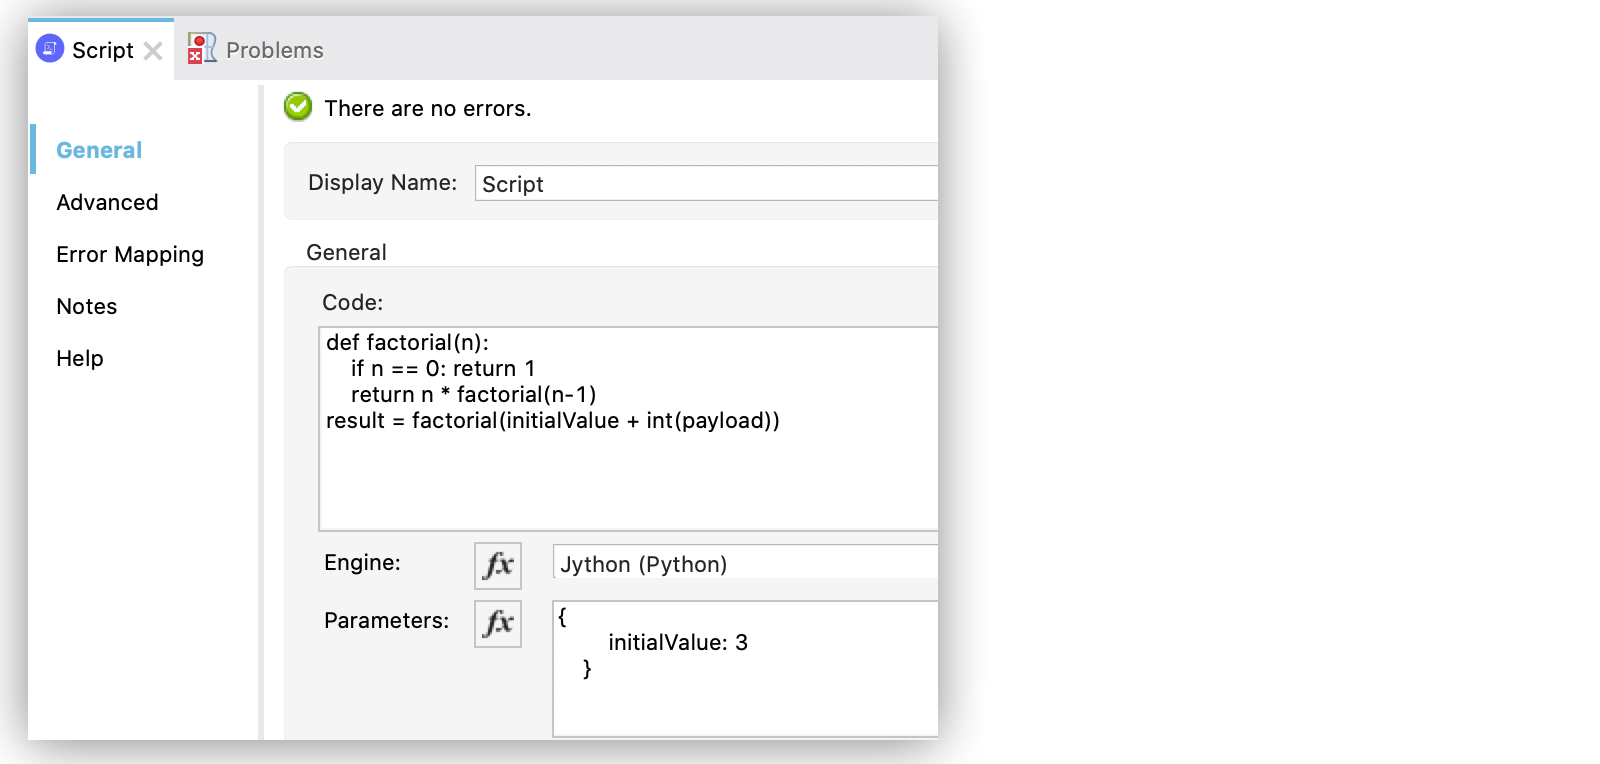 Script
Problems
There are no errors.
General
Advanced
Error Mapping
Notes
Help
Display Name: Script
General
Code:
def factorial(n):
    if n == 0: return 1
    return n * factorial(n-1)
result = factorial(initialValue + int(payload))
Engine: fx Jython (Python)
Parameters: fx {
        initialValue: 3
    }